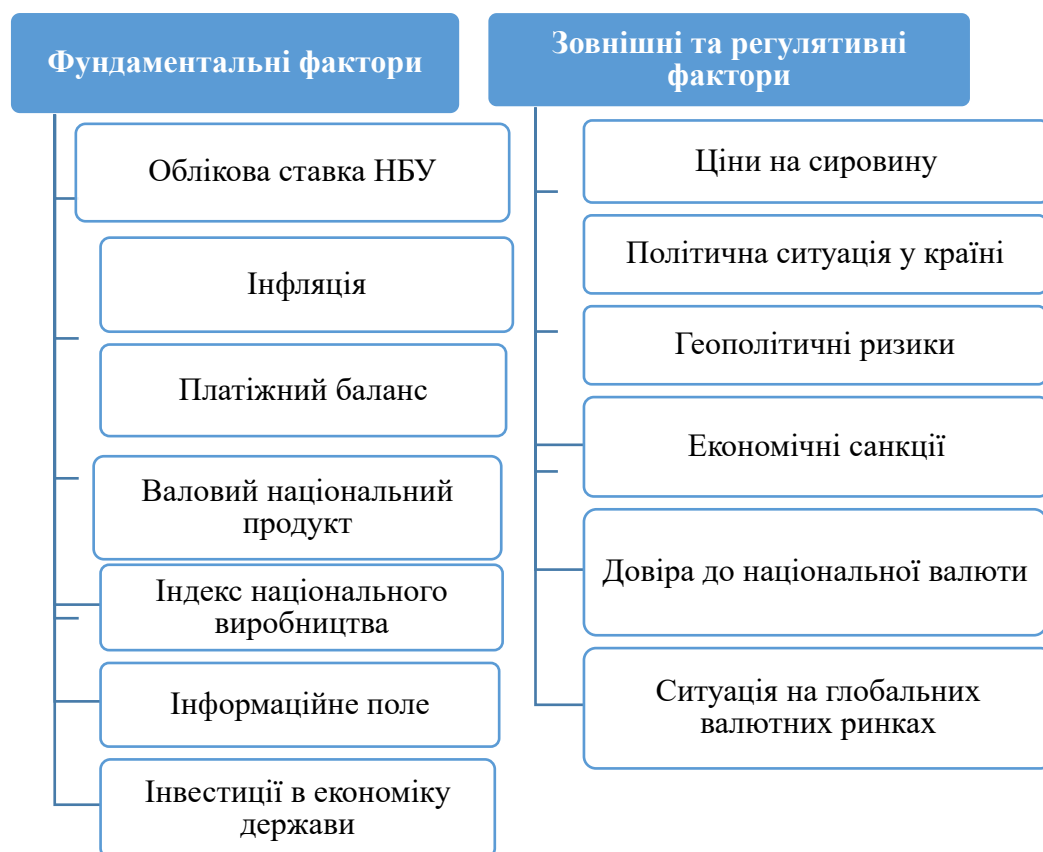 Фундаментальні фактори
Облікова ставка НБУ
Інфляція
Платіжний баланс
Валовий національний
продукт
Індекс національного
виробництва
Інформаційне поле
Інвестиції в економіку
держави
Зовнішні та регулятивні
фактори
Ціни на сировину
Політична ситуація у країні
Геополітичні ризики
Економічні санкції
Довіра до національної валюти
Ситуація на глобальних
валютних ринках